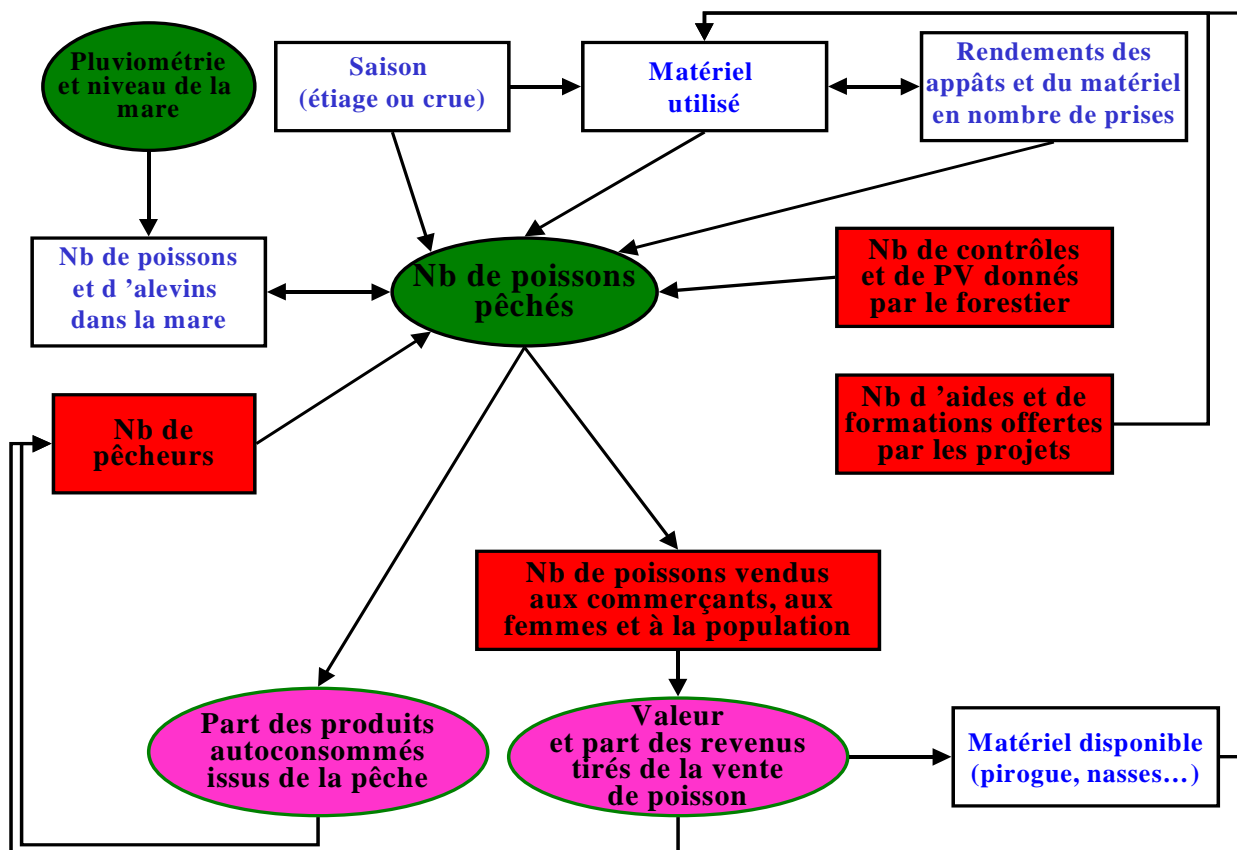 Pluviométrie
et niveau de la
mare
Saison
(étiage ou crue)
Matériel
utilisé
Rendements des
appâts et du matériel
en nombre de prises
Nb de poissons
et d ’alevins
dans la mare
Nb de poissons
pêchés
Nb de contrôles
et de PV donnés
par le forestier
Nb de
pêcheurs
Nb d ’aides et de
formations offertes
par les projets
Nb de poissons vendus
aux commerçants, aux
femmes et à la population
Part des produits
autoconsommés
issus de la pêche
Valeur
et part des revenus
tirés de la vente
de poisson
Matériel disponible
(pirogue, nasses…)